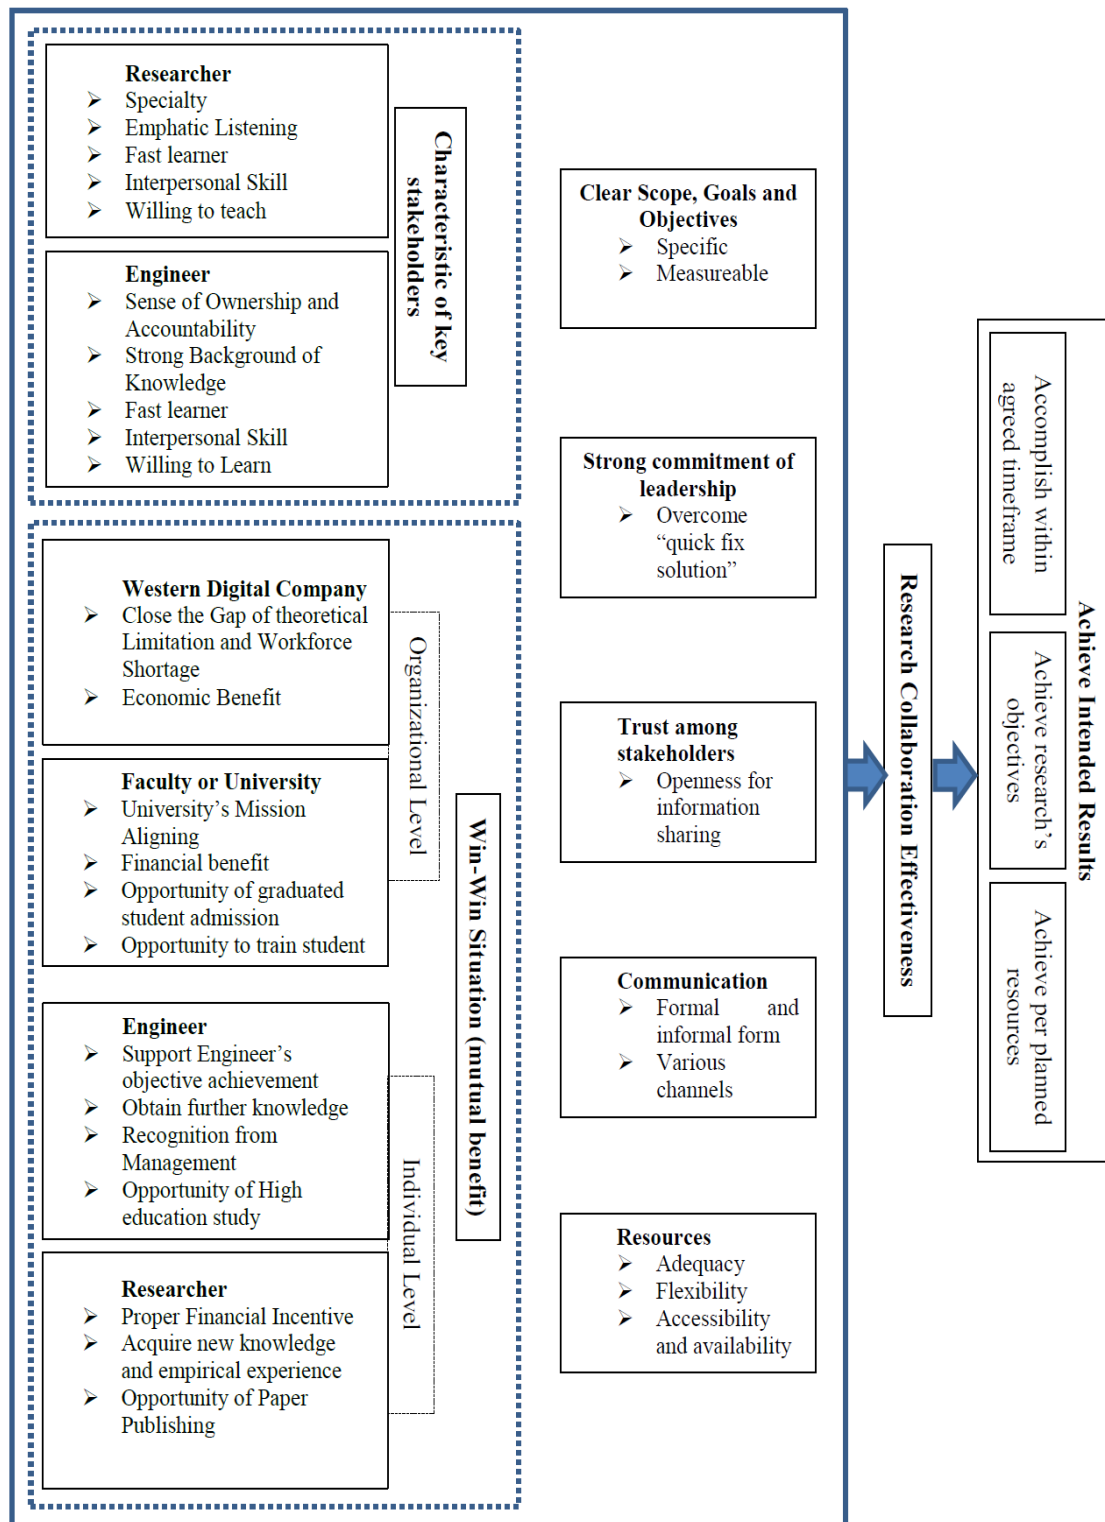 Researcher
➢ Specialty
➢ Emphatic Listening
➢ Fast learner
➢ Interpersonal Skill
➢ Willing to teach
Engineer
➢ Sense of Ownership and
Accountability
➢ Strong Background of
Knowledge
➢ Fast learner
➢ Interpersonal Skill
➢ Willing to Learn
Characteristic of key
stakeholders
Western Digital Company
➢ Close the Gap of theoretical
Limitation and Workforce
Shortage
➢ Economic Benefit
Faculty or University
➢ University's Mission
Aligning
➢ Financial benefit
➢ Opportunity of graduated
student admission
➢ Opportunity to train student
Organizational Level
Engineer
➢ Support Engineer's
objective achievement
➢ Obtain further knowledge
➢ Recognition from
Management
➢ Opportunity of High
education study
Researcher
➢ Proper Financial Incentive
➢ Acquire new knowledge
and empirical experience
➢ Opportunity of Paper
Publishing
Individual Level
Win-Win Situation (mutual benefit)
Clear Scope, Goals and
Objectives
➢ Specific
➢ Measureable
Strong commitment of
leadership
➢ Overcome
“quick fix
solution”
Trust among
stakeholders
➢ Openness for
information
sharing
Communication
➢ Formal and
informal form
➢ Various
channels
Resources
➢ Adequacy
➢ Flexibility
➢ Accessibility
and availability
Research Collaboration Effectiveness
Achieve Intended Results
Accomplish within
agreed timeframe
Achieve research's
objectives
Achieve per planned
resources